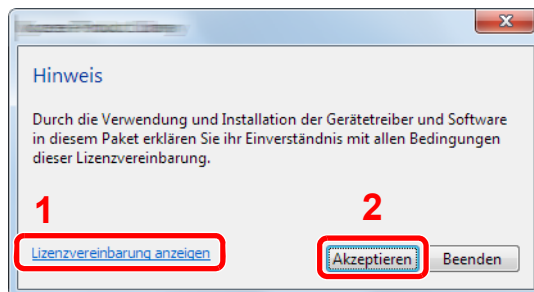 Hinweis
Durch die Verwendung und Installation der Gerätetreiber und Software
in diesem Paket erklären Sie ihr Einverständnis mit allen Bedingungen
dieser Lizenzvereinbarung.
1
2
Lizenzvereinbarung anzeigen
Akzeptieren
Beenden